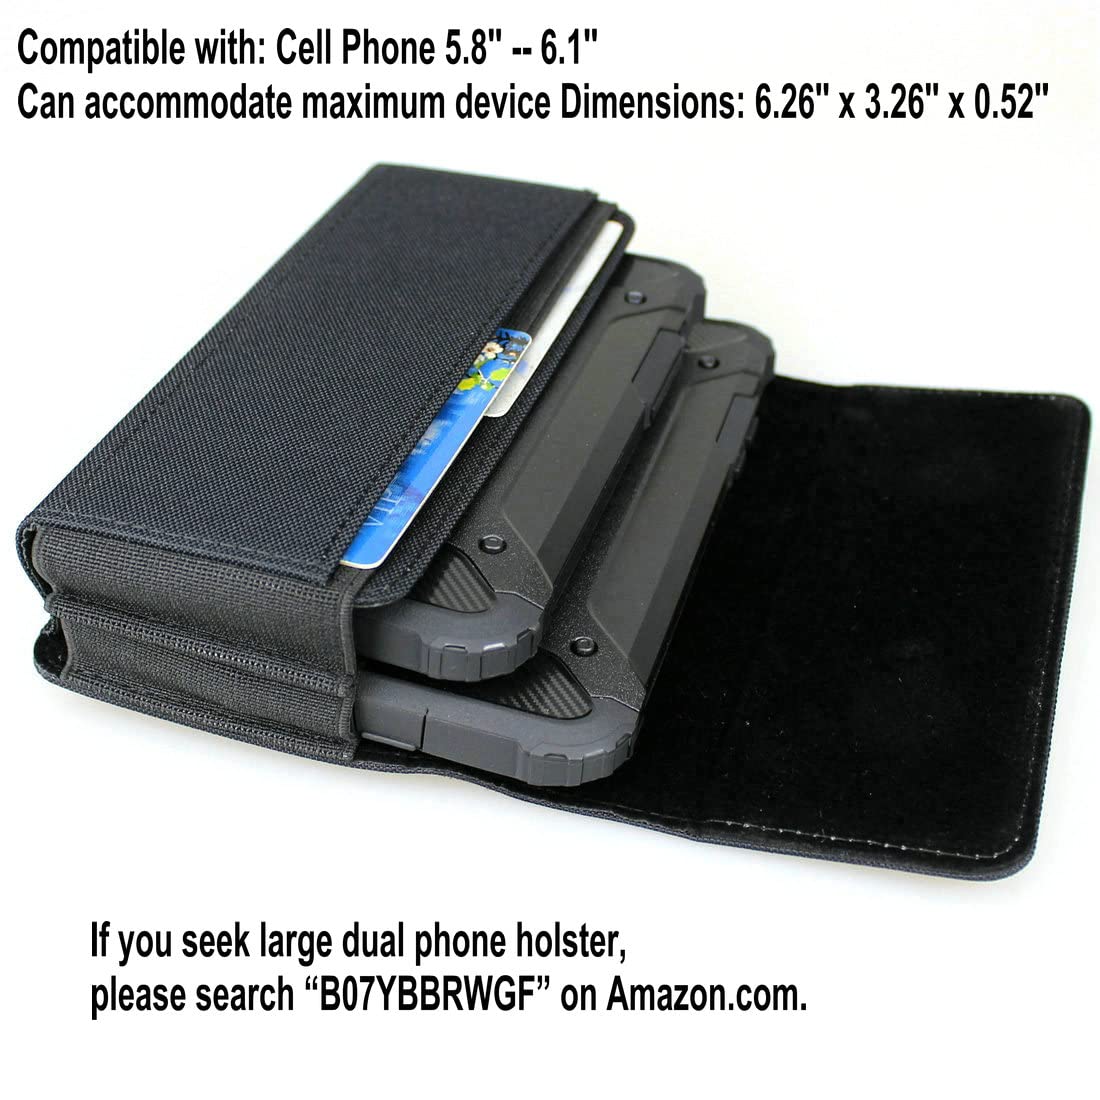 Compatible with: Cell Phone 5.8" -- 6.1"
Can accommodate maximum device Dimensions: 6.26" x 3.26" x 0.52"
VIP
If you seek large dual phone holster,
please search “B07YBBRWGF” on Amazon.com.